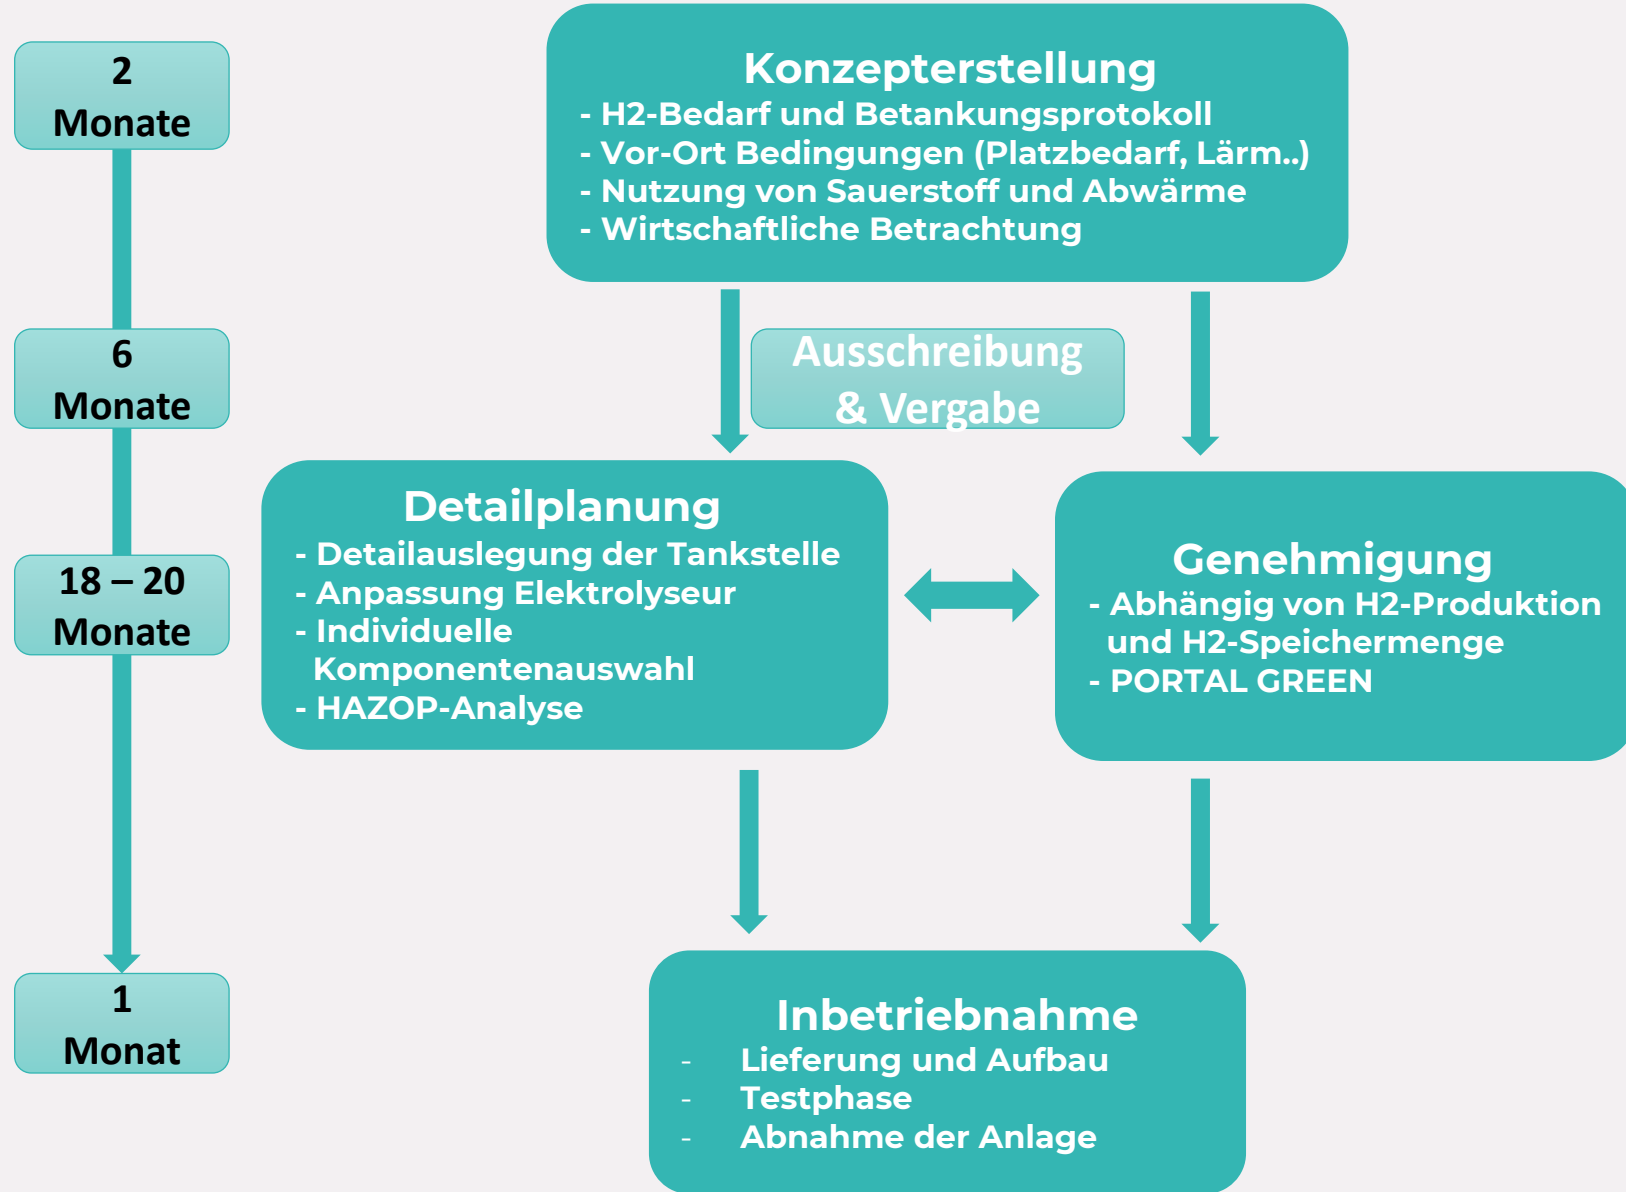 2
Monate
Konzepterstellung
- H2-Bedarf und Betankungsprotokoll
- Vor-Ort Bedingungen (Platzbedarf, Lärm..)
- Nutzung von Sauerstoff und Abwärme
- Wirtschaftliche Betrachtung
6
Monate
Ausschreibung
& Vergabe
18 – 20
Monate
Detailplanung
- Detailauslegung der Tankstelle
- Anpassung Elektrolyseur
- Individuelle
Komponentenauswahl
- HAZOP-Analyse
Genehmigung
- Abhängig von H2-Produktion
und H2-Speichermenge
- PORTAL GREEN
1
Monat
Inbetriebnahme
- Lieferung und Aufbau
- Testphase
- Abnahme der Anlage